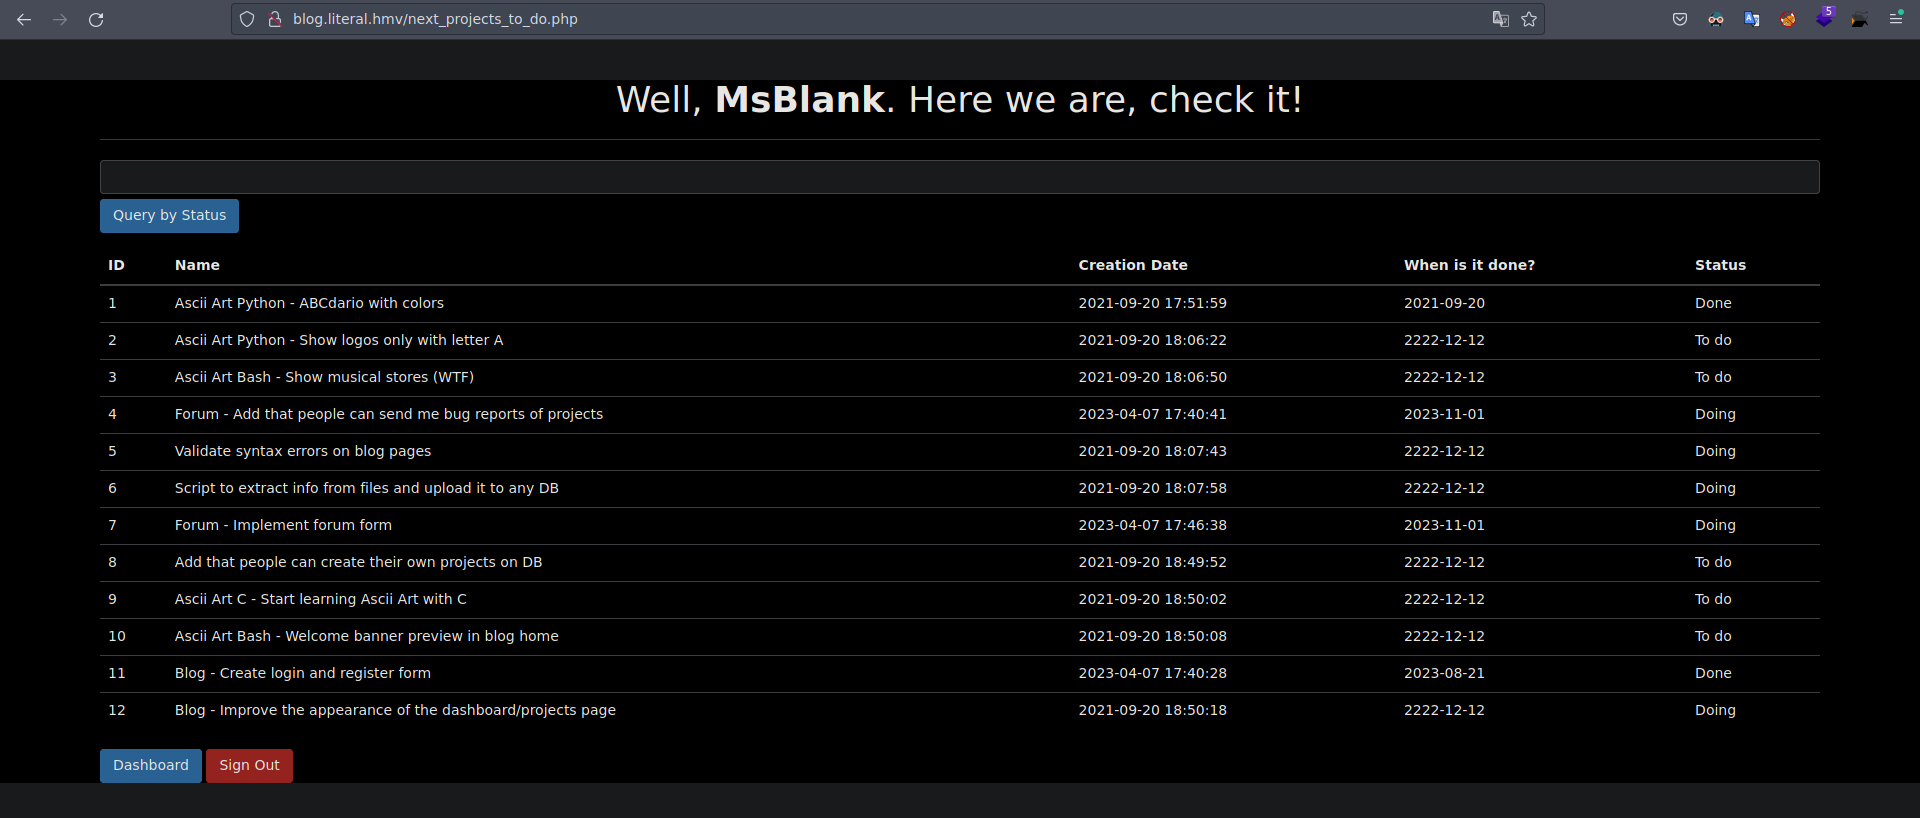 blog.literal.hmv/next_projects_to_do.php
5
Well, MsBlank. Here we are, check it!
Query by Status
ID Name Creation Date When is it done? Status
1 Ascii Art Python - ABCdario with colors 2021-09-20 17:51:59 2021-09-20 Done
2 Ascii Art Python - Show logos only with letter A 2021-09-20 18:06:22 2222-12-12 To do
3 Ascii Art Bash - Show musical stores (WTF) 2021-09-20 18:06:50 2222-12-12 To do
4 Forum - Add that people can send me bug reports of projects 2023-04-07 17:40:41 2023-11-01 Doing
5 Validate syntax errors on blog pages 2021-09-20 18:07:43 2222-12-12 Doing
6 Script to extract info from files and upload it to any DB 2021-09-20 18:07:58 2222-12-12 Doing
7 Forum - Implement forum form 2023-04-07 17:46:38 2023-11-01 Doing
8 Add that people can create their own projects on DB 2021-09-20 18:49:52 2222-12-12 To do
9 Ascii Art C - Start learning Ascii Art with C 2021-09-20 18:50:02 2222-12-12 To do
10 Ascii Art Bash - Welcome banner preview in blog home 2021-09-20 18:50:08 2222-12-12 To do
11 Blog - Create login and register form 2023-04-07 17:40:28 2023-08-21 Done
12 Blog - Improve the appearance of the dashboard/projects page 2021-09-20 18:50:18 2222-12-12 Doing
Dashboard Sign Out